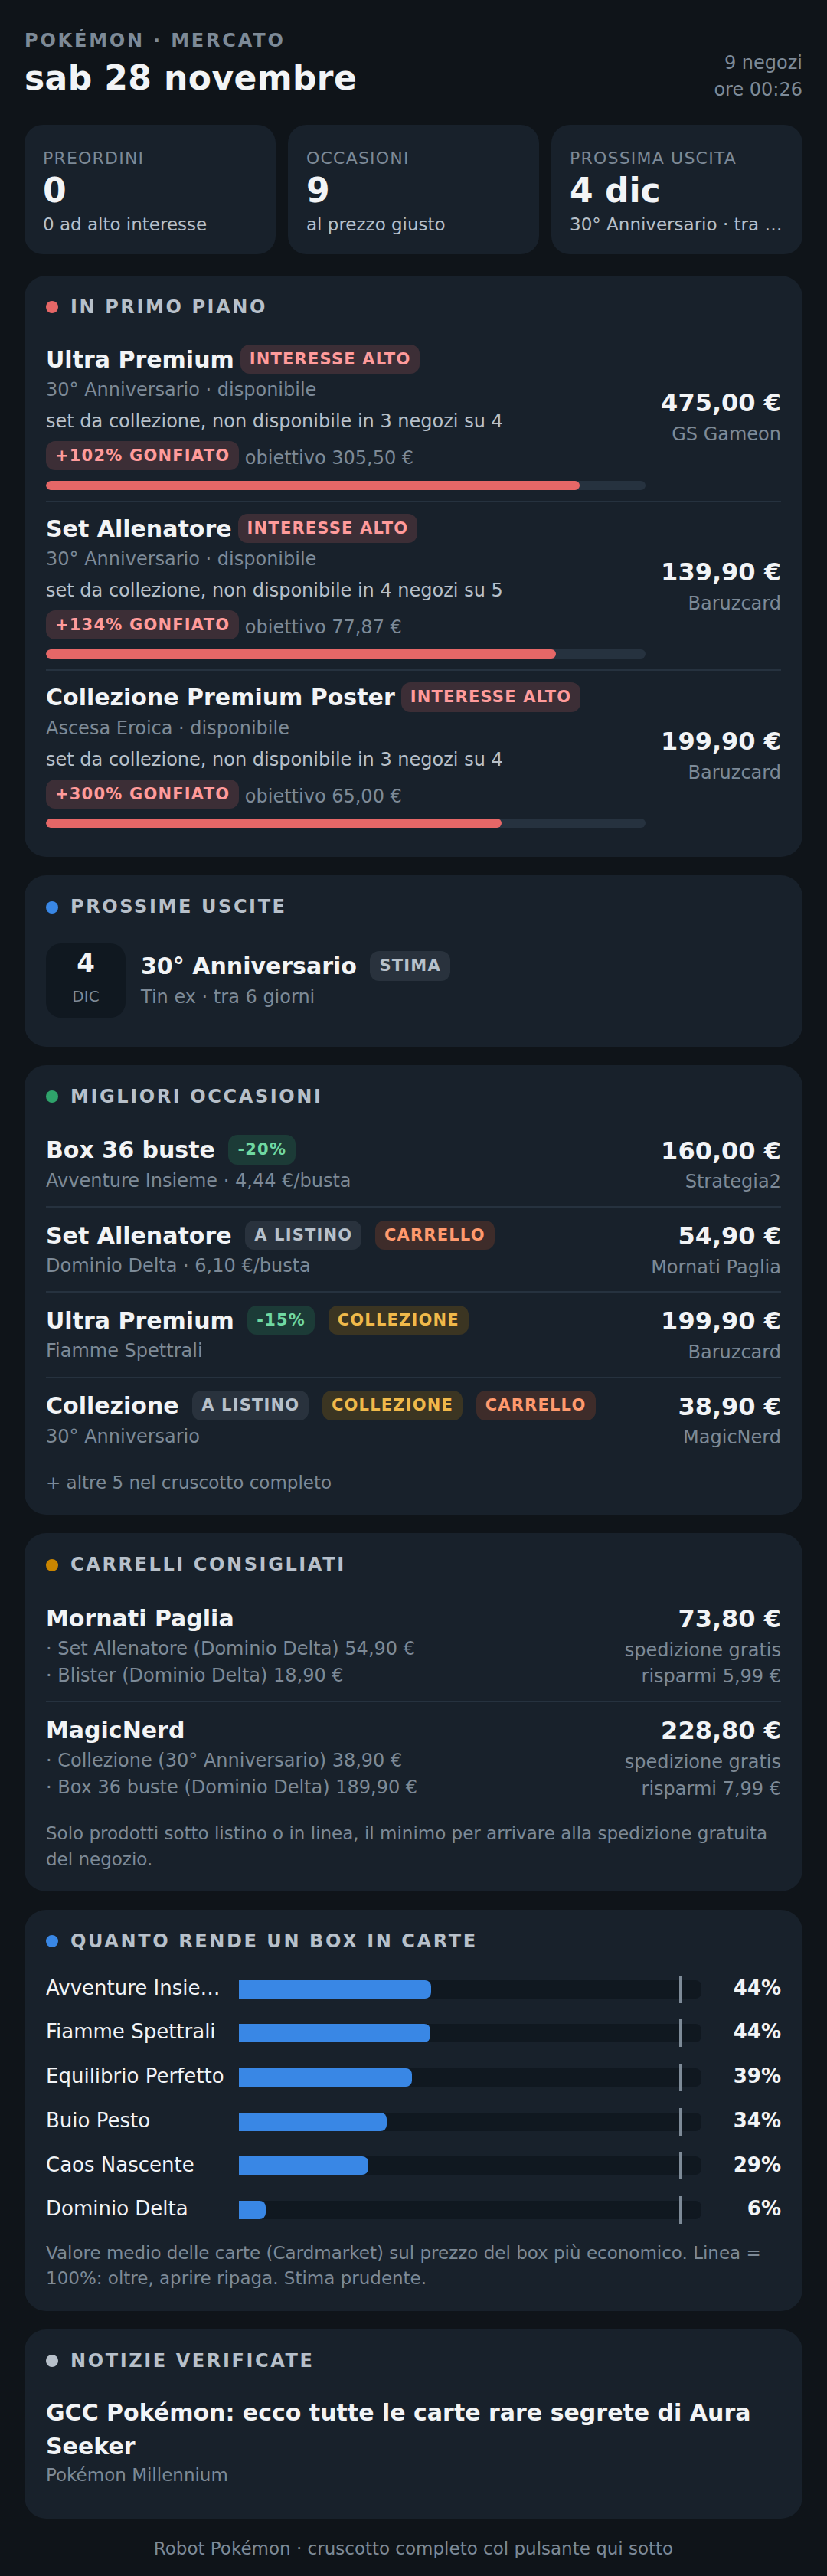 POKÉMON · MERCATO
sab 28 novembre
9 negozi
ore 00:26
PREORDINI
0
0 ad alto interesse
OCCASIONI
9
al prezzo giusto
PROSSIMA USCITA
4 dic
30° Anniversario · tra …
IN PRIMO PIANO
Ultra Premium INTERESSE ALTO
30° Anniversario · disponibile
set da collezione, non disponibile in 3 negozi su 4
+102% GONFIATO obiettivo 305,50 €
475,00 €
GS Gameon
Set Allenatore INTERESSE ALTO
30° Anniversario · disponibile
set da collezione, non disponibile in 4 negozi su 5
+134% GONFIATO obiettivo 77,87 €
139,90 €
Baruzcard
Collezione Premium Poster INTERESSE ALTO
Ascesa Eroica · disponibile
set da collezione, non disponibile in 3 negozi su 4
+300% GONFIATO obiettivo 65,00 €
199,90 €
Baruzcard
PROSSIME USCITE
4
DIC
30° Anniversario STIMA
Tin ex · tra 6 giorni
MIGLIORI OCCASIONI
Box 36 buste -20%
Avventure Insieme · 4,44 €/busta
160,00 €
Strategia2
Set Allenatore A LISTINO CARRELLO
Dominio Delta · 6,10 €/busta
54,90 €
Mornati Paglia
Ultra Premium -15% COLLEZIONE
Fiamme Spettrali
199,90 €
Baruzcard
Collezione A LISTINO COLLEZIONE CARRELLO
30° Anniversario
38,90 €
MagicNerd
+ altre 5 nel cruscotto completo
CARRELLI CONSIGLIATI
Mornati Paglia
· Set Allenatore (Dominio Delta) 54,90 €
· Blister (Dominio Delta) 18,90 €
73,80 €
spedizione gratis
risparmi 5,99 €
MagicNerd
· Collezione (30° Anniversario) 38,90 €
· Box 36 buste (Dominio Delta) 189,90 €
228,80 €
spedizione gratis
risparmi 7,99 €
Solo prodotti sotto listino o in linea, il minimo per arrivare alla spedizione gratuita
del negozio.
QUANTO RENDE UN BOX IN CARTE
Avventure Insie… 44%
Fiamme Spettrali 44%
Equilibrio Perfetto 39%
Buio Pesto 34%
Caos Nascente 29%
Dominio Delta 6%
Valore medio delle carte (Cardmarket) sul prezzo del box più economico. Linea =
100%: oltre, aprire ripaga. Stima prudente.
NOTIZIE VERIFICATE
GCC Pokémon: ecco tutte le carte rare segrete di Aura
Seeker
Pokémon Millennium
Robot Pokémon · cruscotto completo col pulsante qui sotto